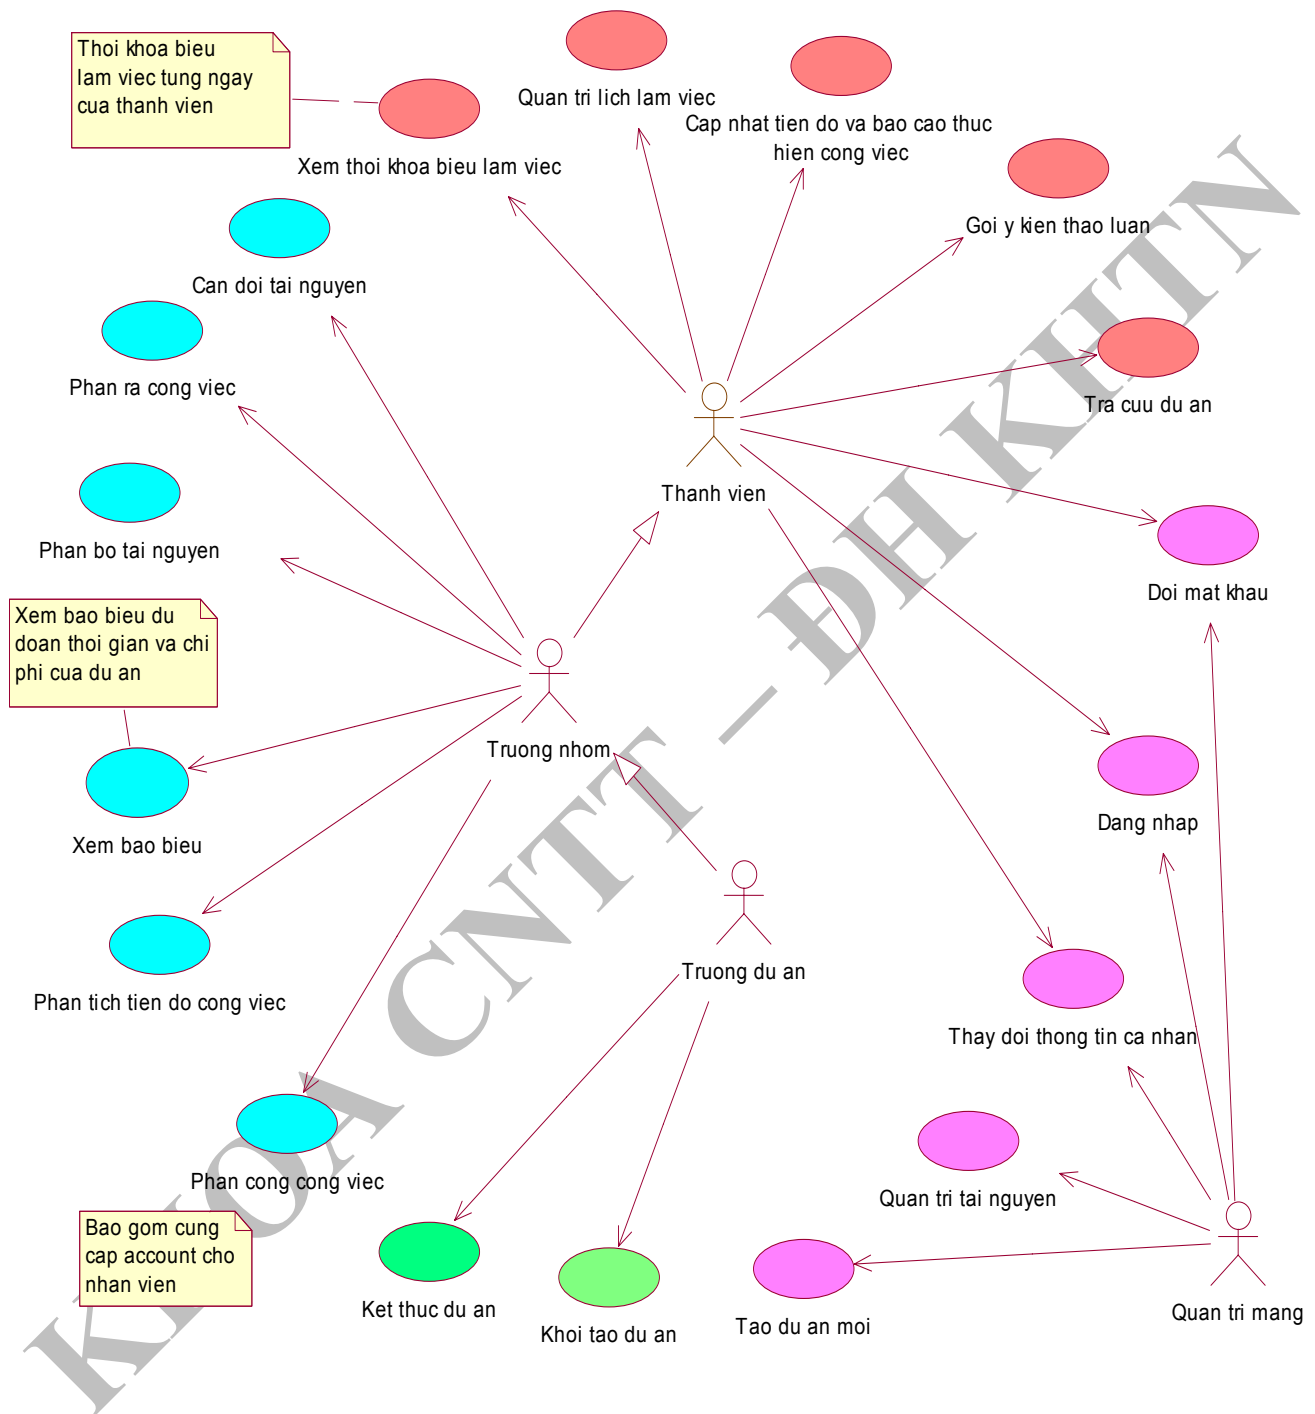 Thoi khoa bieu
lam viec tung ngay
cua thanh vien
Quan tri lich lam viec
Cap nhat tien do va bao cao thuc
hien cong viec
Xem thoi khoa bieu lam viec
Goi y kien thao luan
Can doi tai nguyen
Phan ra cong viec
Tra cuu du an
Thanh vien
Phan bo tai nguyen
Doi mat khau
Xem bao bieu du
doan thoi gian va chi
phi cua du an
Truong nhom
Dang nhap
Xem bao bieu
Truong du an
Phan tich tien do cong viec
Thay doi thong tin ca nhan
Phan cong cong viec
Quan tri tai nguyen
Bao gom cung
cap account cho
nhan vien
Ket thuc du an
Khoi tao du an
Tao du an moi
Quan tri mang
KHOA CNTT – ĐH KHTN